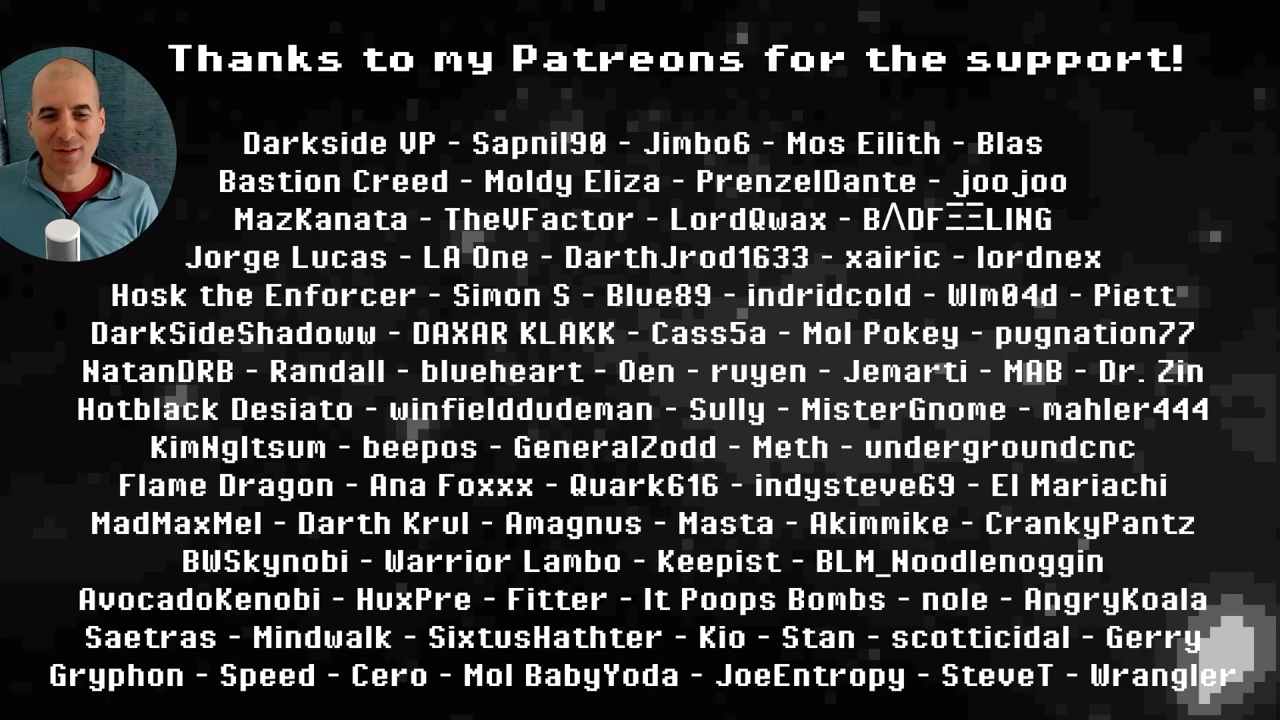 Thanks to my Patreons for the support!
Darkside VP - Sapnil90 - Jimbo6 - Mos Eilith - Blas
Bastion Creed - Moldy Eliza - PrenzelDante - joojoo
MazKanata - TheVFactor - LordQwax - BΛDFΞΞLING
Jorge Lucas - LA One - DarthJrod1633 - xairic - lordnex
Hosk the Enforcer - Simon S - Blue89 - indridcold - Wlm04d - Piett
DarkSideShadoww - DAXAR KLAKK - Cass5a - Mol Pokey - pugnation77
NatanDRB - Randall - blueheart - Oen - ruyen - Jemarti - MAB - Dr. Zin
Hotblack Desiato - winfielddudeman - Sully - MisterGnome - mahler444
KimNgItsum - beepos - GeneralZodd - Meth - undergroundcnc
Flame Dragon - Ana Foxxx - Quark616 - indysteve69 - El Mariachi
MadMaxMel - Darth Krul - Amagnus - Masta - Akimmike - CrankyPantz
BWSkynobi - Warrior Lambo - Keepist - BLM_Noodlenoggin
AvocadoKenobi - HuxPre - Fitter - It Poops Bombs - nole - AngryKoala
Saetras - Mindwalk - SixtusHathter - Kio - Stan - scotticidal - Gerry
Gryphon - Speed - Cero - Mol BabyYoda - JoeEntropy - SteveT - Wrangler